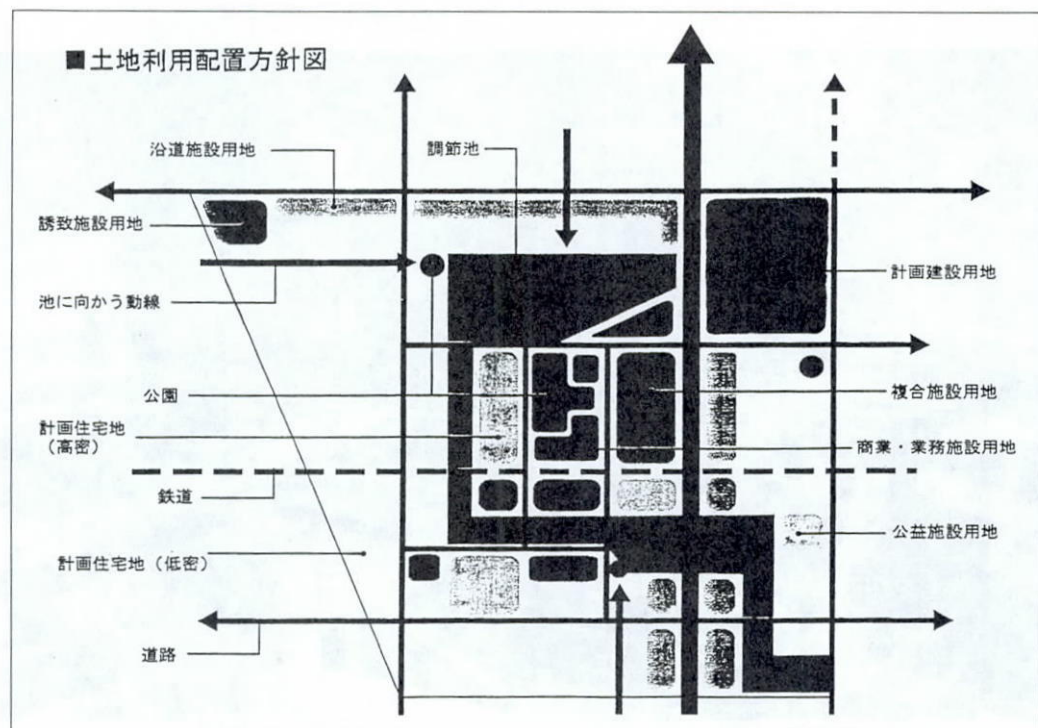 ■土地利用配置方針図
沿道施設用地
調節池
誘致施設用地
計画建設用地
池に向かう動線
公園
複合施設用地
計画住宅地
（高密）
商業・業務施設用地
鉄道
公益施設用地
計画住宅地（低密）
道路